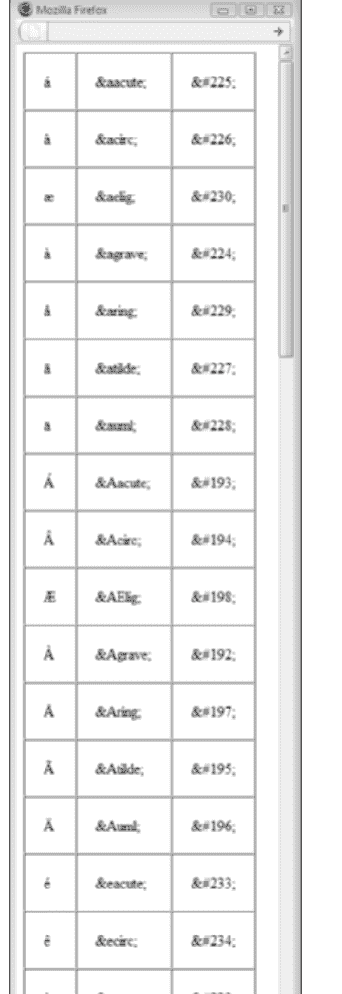 Mozilla Firefox
á &aacute; &#225;
â &acirc; &#226;
æ &aelig; &#230;
à &agrave; &#224;
å &aring; &#229;
ã &atilde; &#227;
ä &auml; &#228;
Á &Aacute; &#193;
Â &Acirc; &#194;
Æ &AElig; &#198;
À &Agrave; &#192;
Å &Aring; &#197;
Ã &Atilde; &#195;
Ä &Auml; &#196;
é &eacute; &#233;
ê &ecirc; &#234;